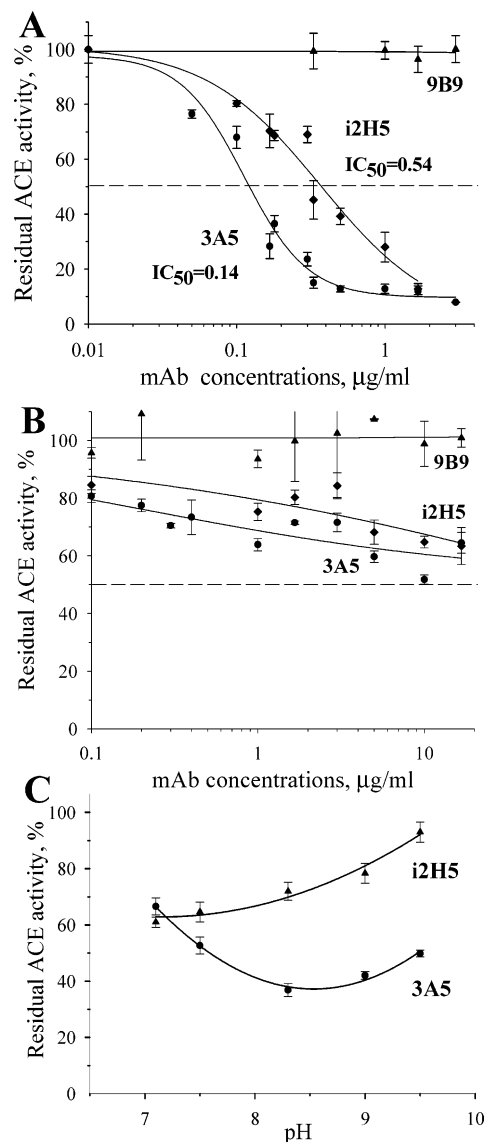 A
Residual ACE activity, %
120
100
80
60
40
20
0
9B9
i2H5
IC50=0.54
3A5
IC50=0.14
0.01
0.1
1
mAb concentrations, μg/ml
B
Residual ACE activity, %
100
80
60
40
20
0
9B9
i2H5
3A5
0.1
1
10
mAb concentrations, μg/ml
C
Residual ACE activity, %
100
80
60
40
20
0
i2H5
3A5
7
8
9
10
pH